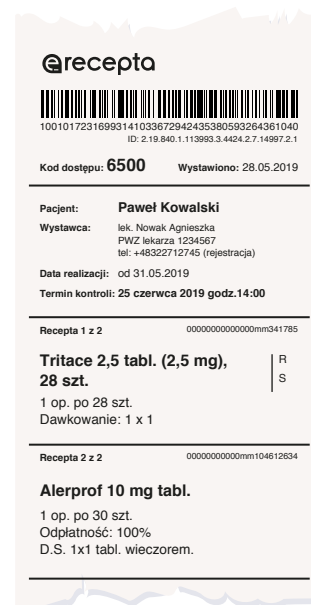 erecepta
10010172316993141033672942435380593264361040
ID: 2.19.840.1.113993.3.4424.2.7.14997.2.1
Kod dostępu: 6500 Wystawiono: 28.05.2019
Pacjent: Paweł Kowalski
Wystawca: lek. Nowak Agnieszka
PWZ lekarza 1234567
tel: +48322712745 (rejestracja)
Data realizacji: od 31.05.2019
Termin kontroli: 25 czerwca 2019 godz.14:00
Recepta 1 z 2 00000000000000mm341785
Tritace 2,5 tabl. (2,5 mg), R
28 szt. S
1 op. po 28 szt.
Dawkowanie: 1 x 1
Recepta 2 z 2 00000000000mm104612634
Alerprof 10 mg tabl.
1 op. po 30 szt.
Odpłatność: 100%
D.S. 1x1 tabl. wieczorem.